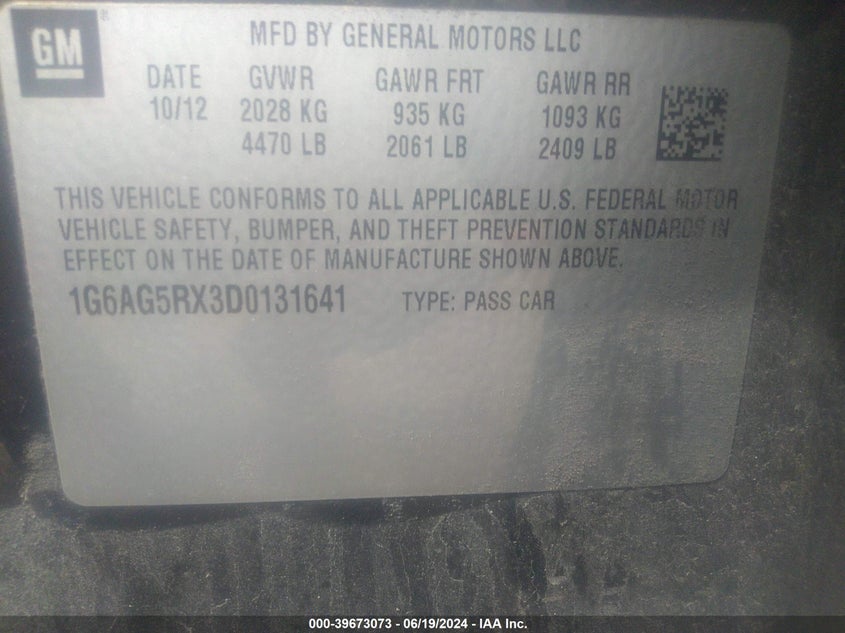 GM®
MFD BY GENERAL MOTORS LLC
DATE GVWR GAWR FRT GAWR RR
10/12 2028 KG 935 KG 1093 KG
4470 LB 2061 LB 2409 LB
THIS VEHICLE CONFORMS TO ALL APPLICABLE U.S. FEDERAL MOTOR
VEHICLE SAFETY, BUMPER, AND THEFT PREVENTION STANDARDS IN
EFFECT ON THE DATE OF MANUFACTURE SHOWN ABOVE.
1G6AG5RX3D0131641 TYPE: PASS CAR
000-39673073 - 06/19/2024 - IAA Inc.